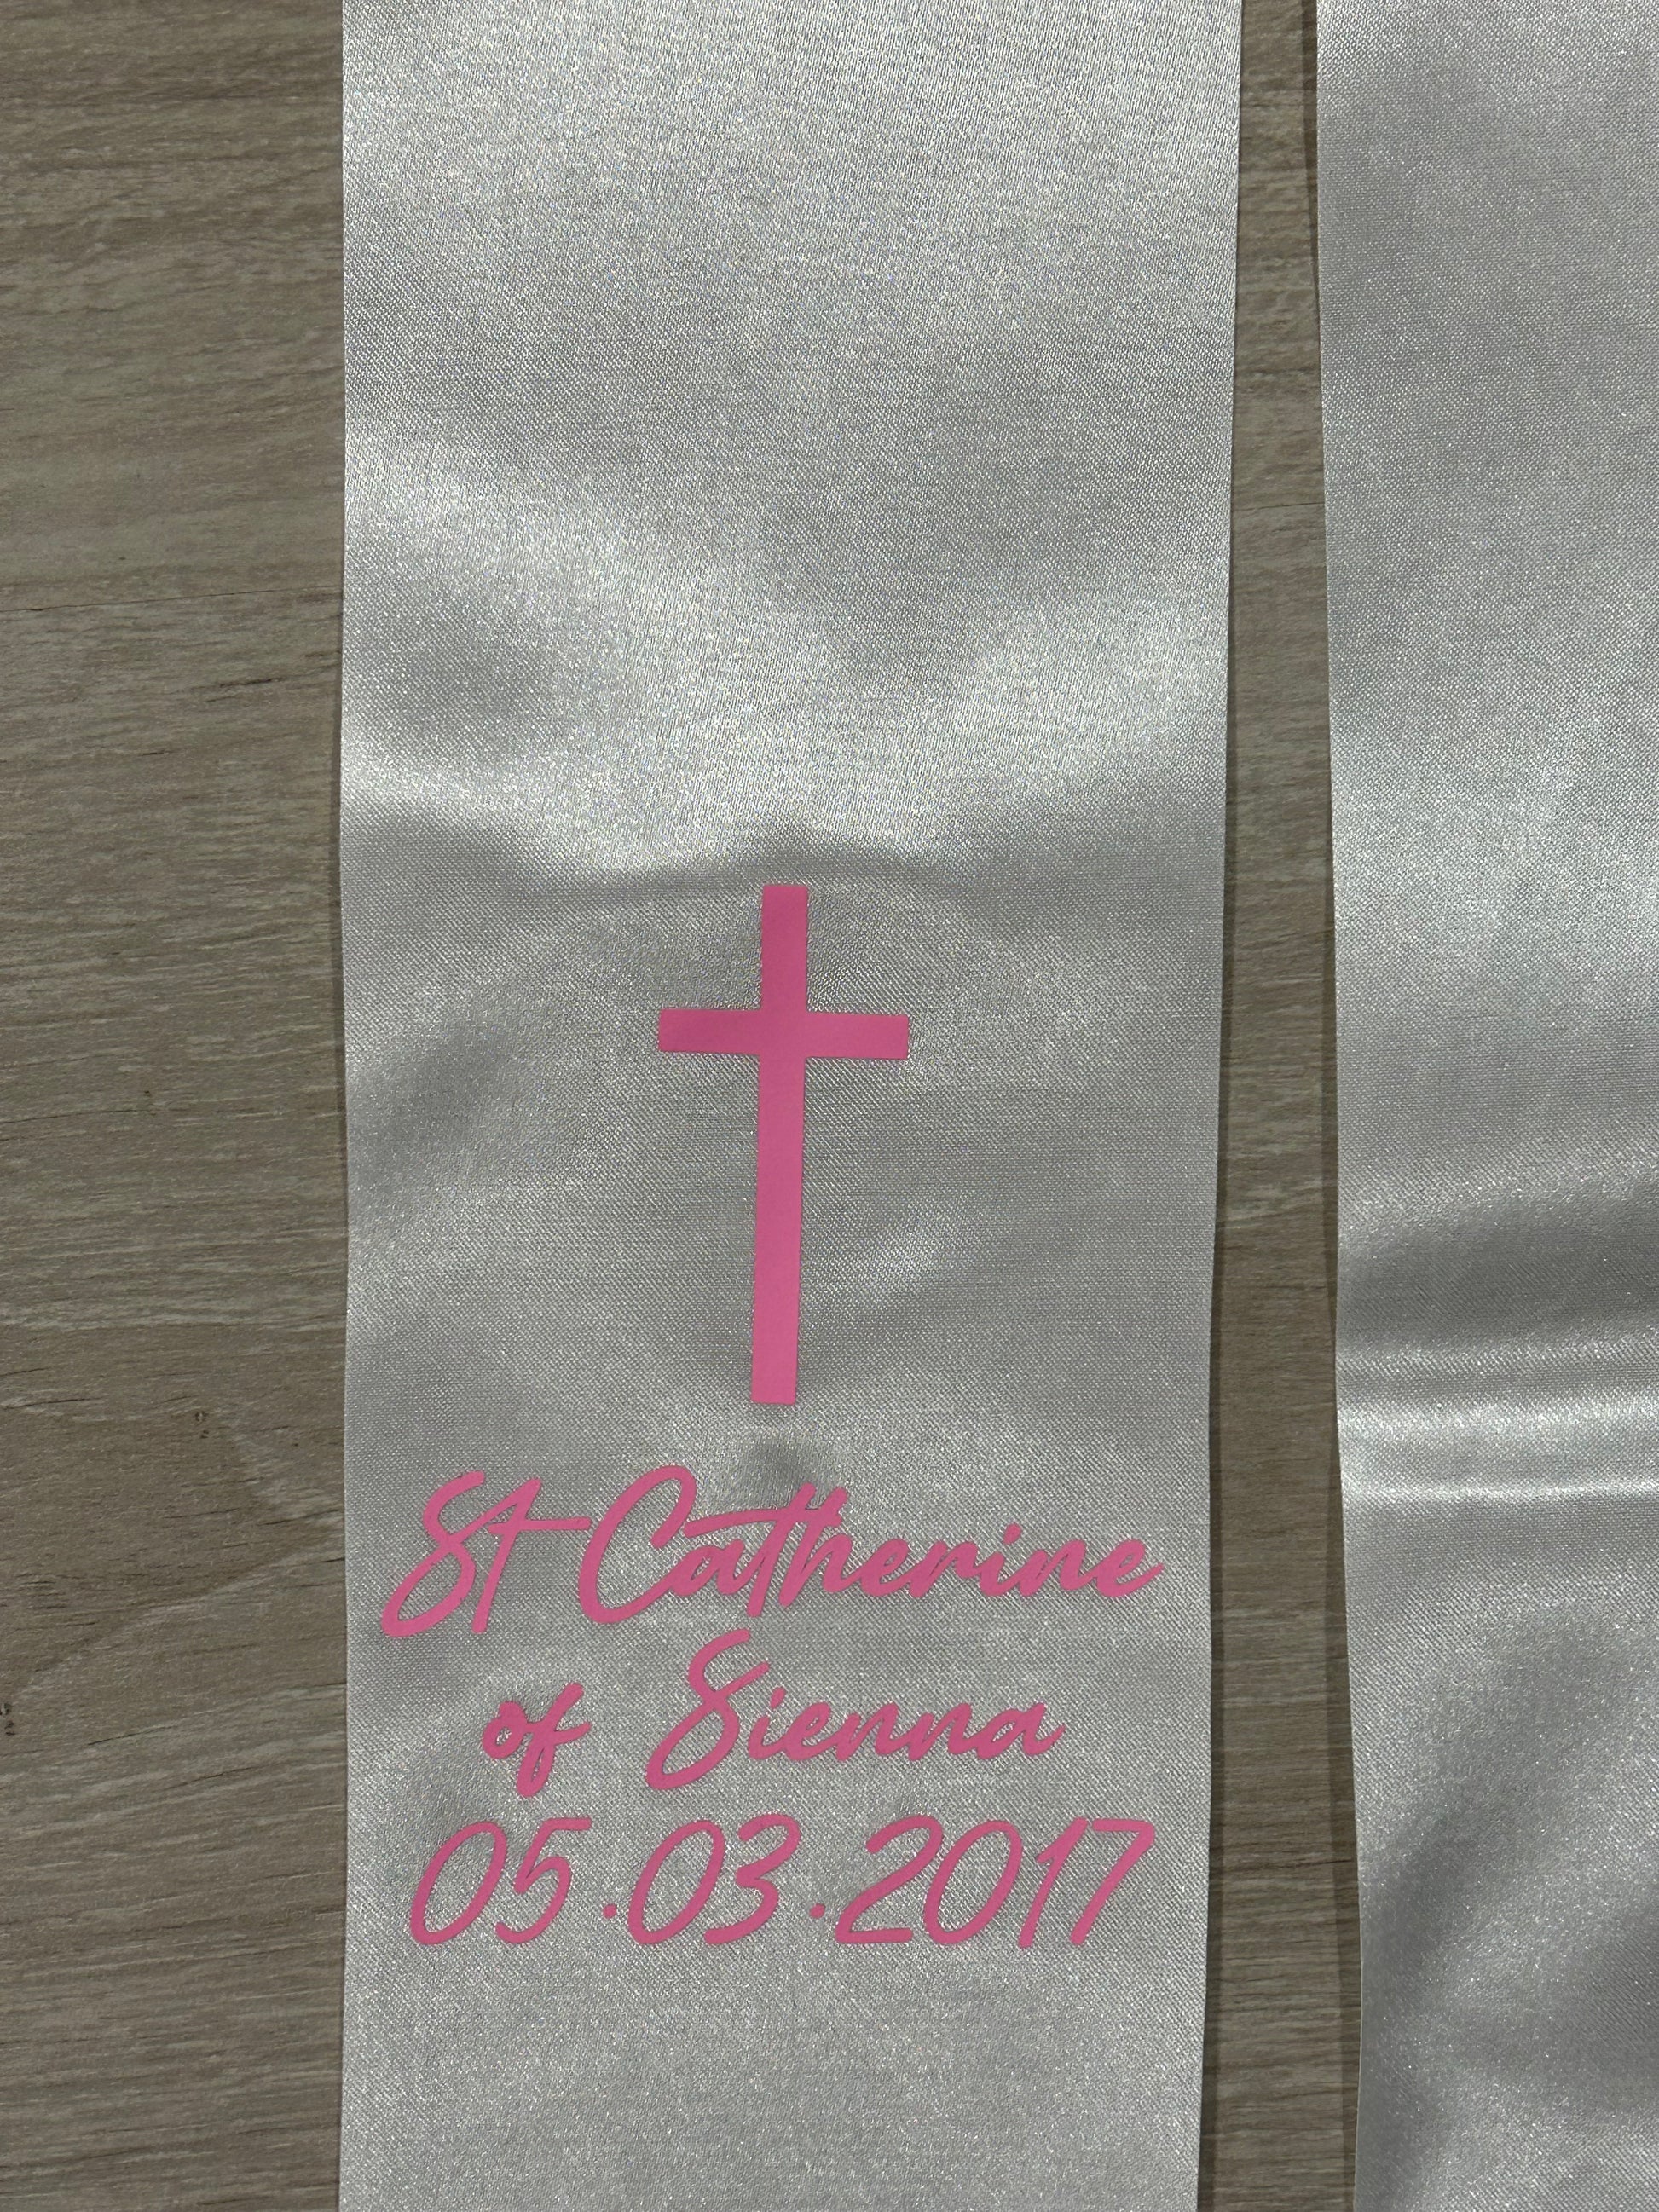 St Catherine
of Sienna
05.03.2017